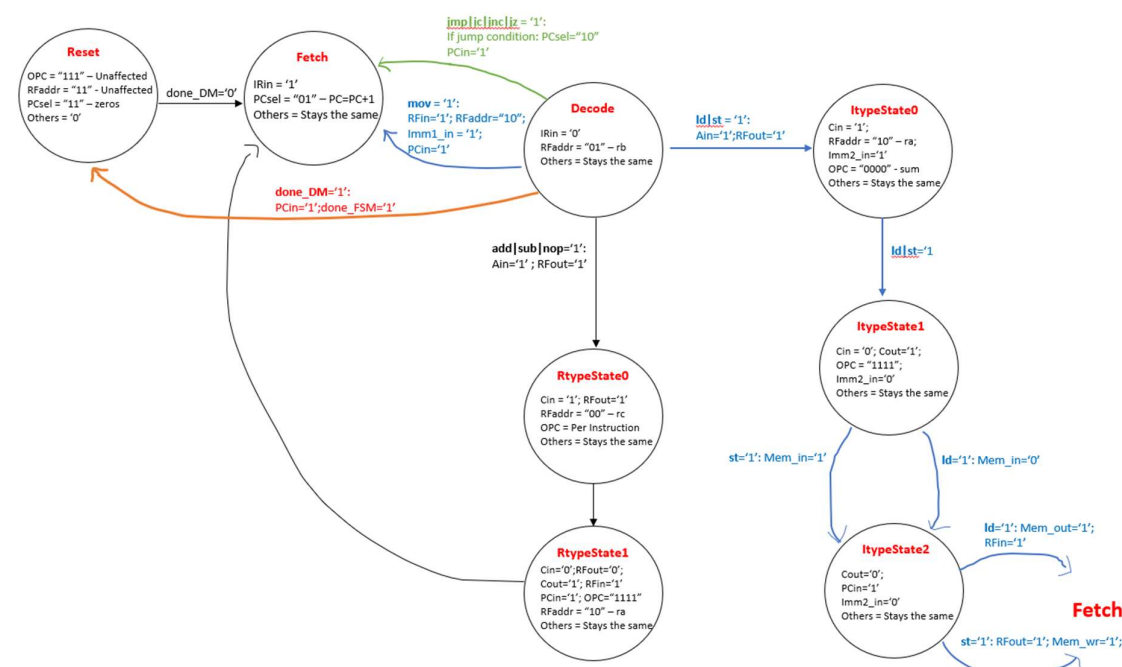 jmp|jc|jnc|jz = ‘1’:
If jump condition: PCsel=“10”
PCin=‘1’
Reset
OPC = “111” – Unaffected
RFaddr = “11” - Unaffected
PCsel = “11” – zeros
Others = ‘0’
done_DM=‘0’
Fetch
IRin = ‘1’
PCsel = “01” – PC=PC+1
Others = Stays the same
mov = ‘1’:
RFin=‘1’; RFaddr=“10”;
Imm1_in = ‘1’;
PCin=‘1’
Decode
IRin = ‘0’
RFaddr = “01” – rb
Others = Stays the same
ld|st = ‘1’:
Ain=‘1’;RFout=‘1’
ItypeState0
Cin = ‘1’;
RFaddr = “10” – ra;
Imm2_in=‘1’
OPC = “0000” - sum
Others = Stays the same
done_DM=‘1’:
PCin=‘1’;done_FSM=‘1’
add|sub|nop=‘1’:
Ain=‘1’ ; RFout=‘1’
ld|st=‘1
ItypeState1
Cin = ‘0’; Cout=‘1’;
OPC = “1111”;
Imm2_in=‘0’
Others = Stays the same
RtypeState0
Cin = ‘1’; RFout=‘1’
RFaddr = “00” – rc
OPC = Per Instruction
Others = Stays the same
st=‘1’: Mem_in=‘1’
ld=‘1’: Mem_in=‘0’
RtypeState1
Cin=‘0’;RFout=‘0’;
Cout=‘1’; RFin=‘1’
PCin=‘1’; OPC=“1111”
RFaddr = “10” – ra
Others = Stays the same
ItypeState2
Cout=‘0’;
PCin=‘1’
Imm2_in=‘0’
Others = Stays the same
ld=‘1’: Mem_out=‘1’;
RFin=‘1’
Fetch
st=‘1’: RFout=‘1’; Mem_wr=‘1’;